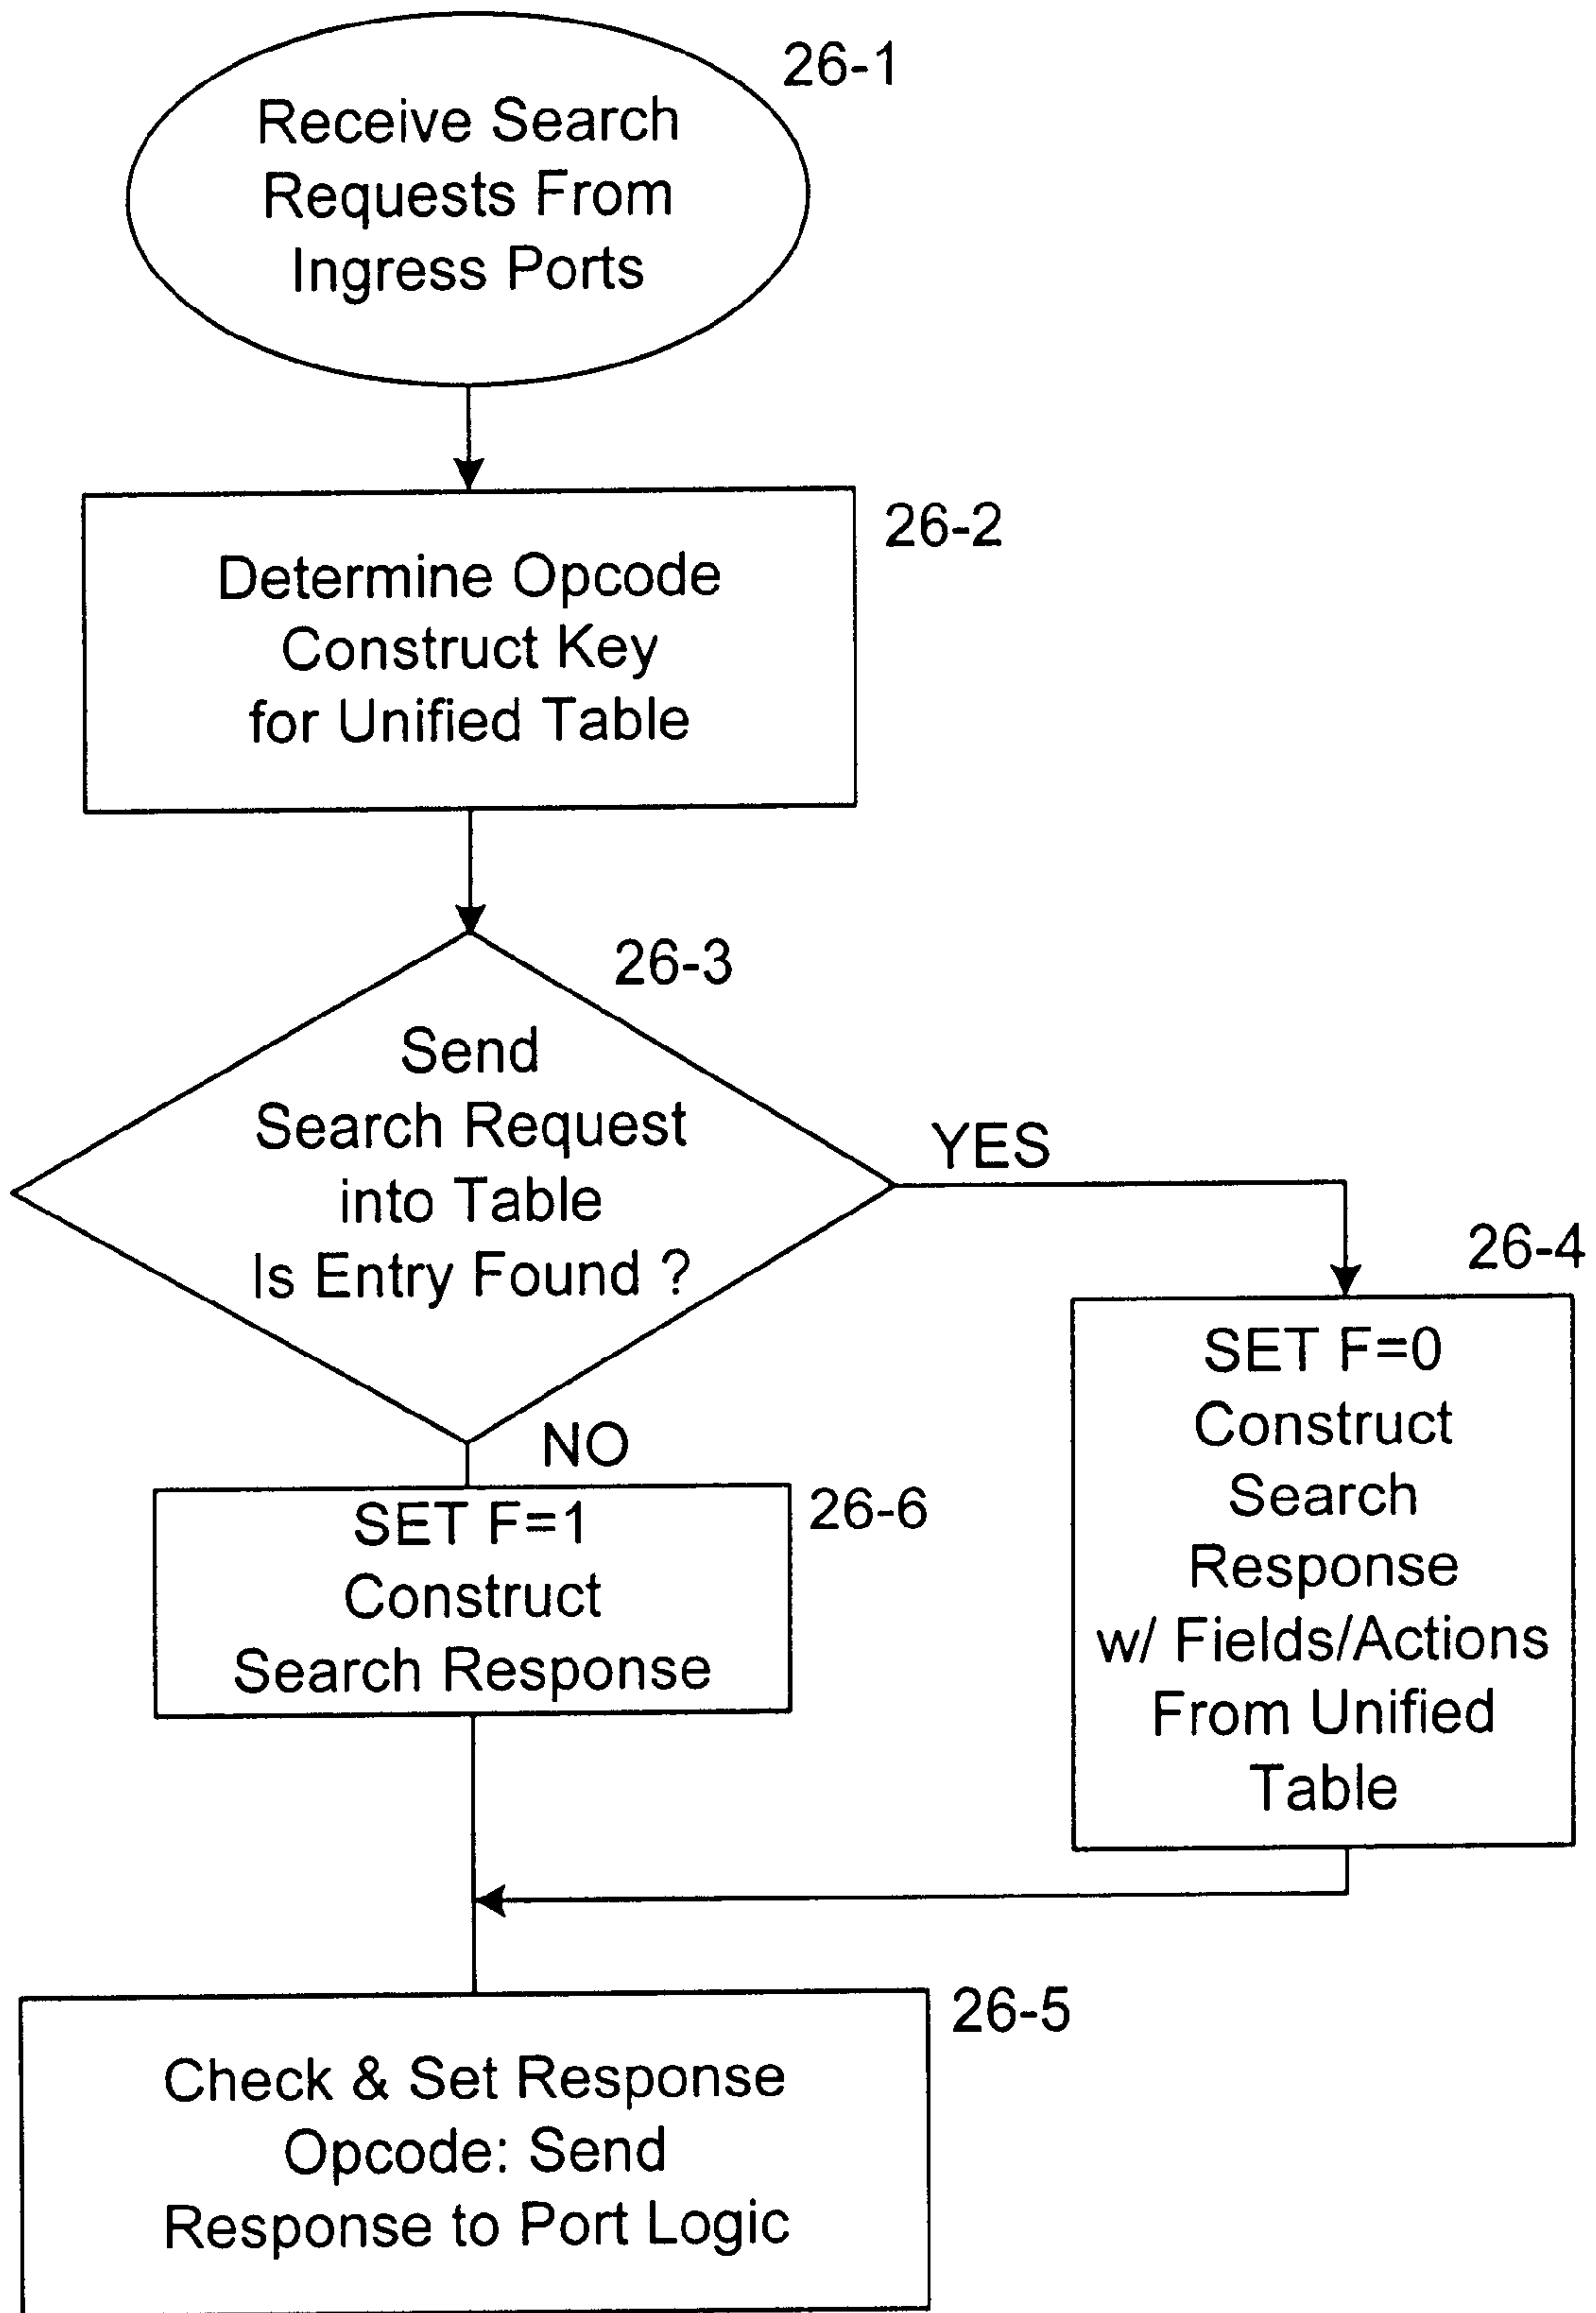 26-1
Receive Search
Requests From
Ingress Ports
26-2
Determine Opcode
Construct Key
for Unified Table
26-3
Send
Search Request
into Table
Is Entry Found ?
YES
26-4
SET F=0
Construct
Search
Response
w/ Fields/Actions
From Unified
Table
NO
26-6
SET F=1
Construct
Search Response
26-5
Check & Set Response
Opcode: Send
Response to Port Logic